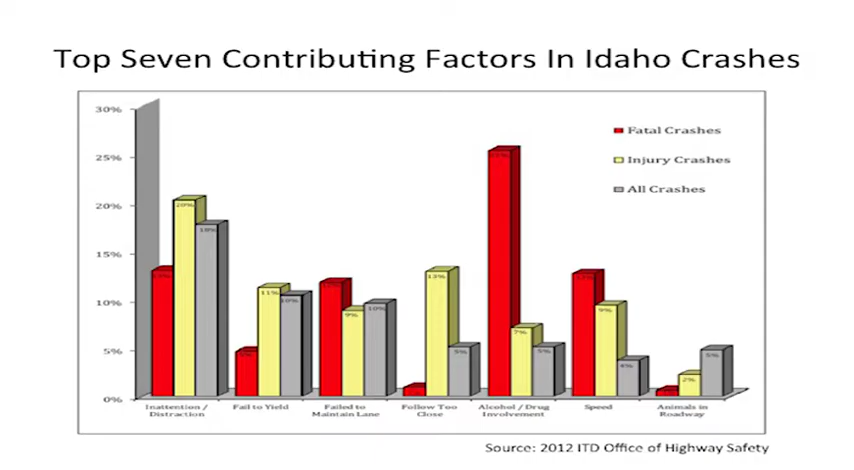 Top Seven Contributing Factors In Idaho Crashes
30%
25%
20%
15%
10%
5%
0%
Fatal Crashes
Injury Crashes
All Crashes
20%
18%
11%
10%
9%
10%
13%
5%
7%
5%
9%
4%
2%
5%
Inattention /
Distraction
Fail to Yield
Failed to
Maintain Lane
Follow Too
Close
Alcohol / Drug
Involvement
Speed
Animals in
Roadway
Source: 2012 ITD Office of Highway Safety